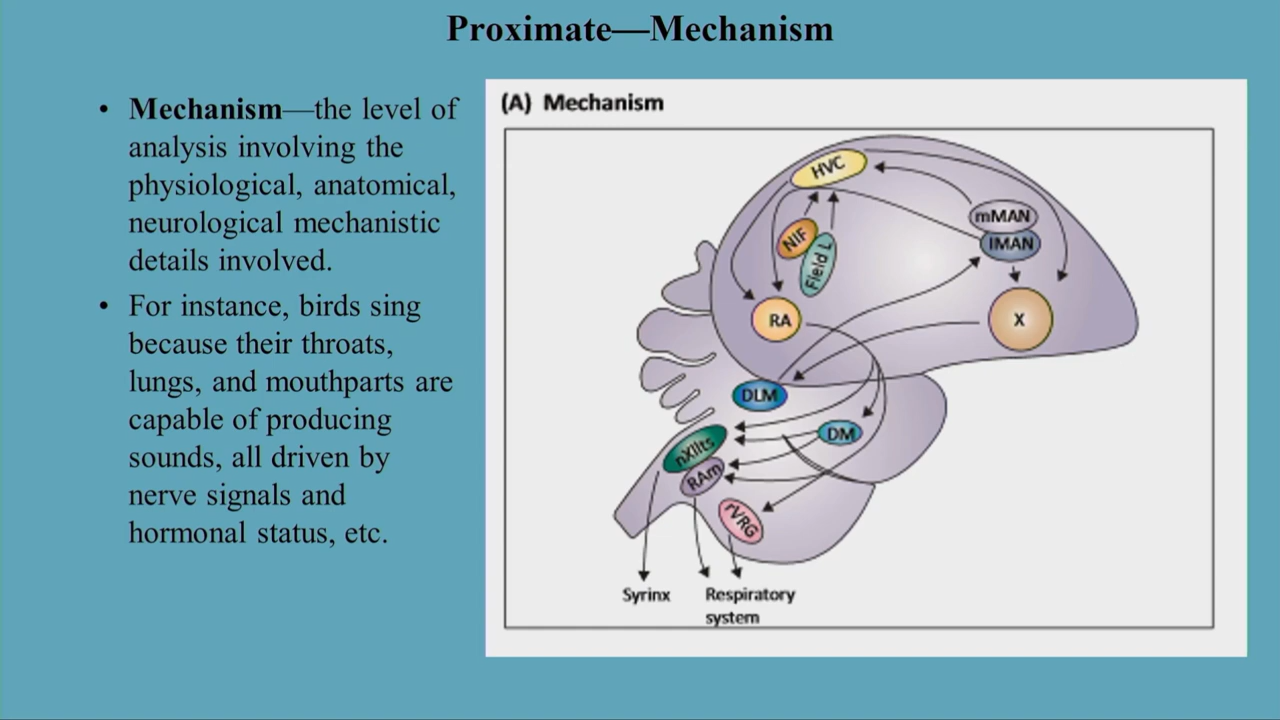 Proximate—Mechanism
• Mechanism—the level of
analysis involving the
physiological, anatomical,
neurological mechanistic
details involved.
• For instance, birds sing
because their throats,
lungs, and mouthparts are
capable of producing
sounds, all driven by
nerve signals and
hormonal status, etc.
(A) Mechanism
HVC
mMAN
NIF
lMAN
Field L
RA
X
DLM
DM
nXIIts
RAm
rVRG
Syrinx
Respiratory
system